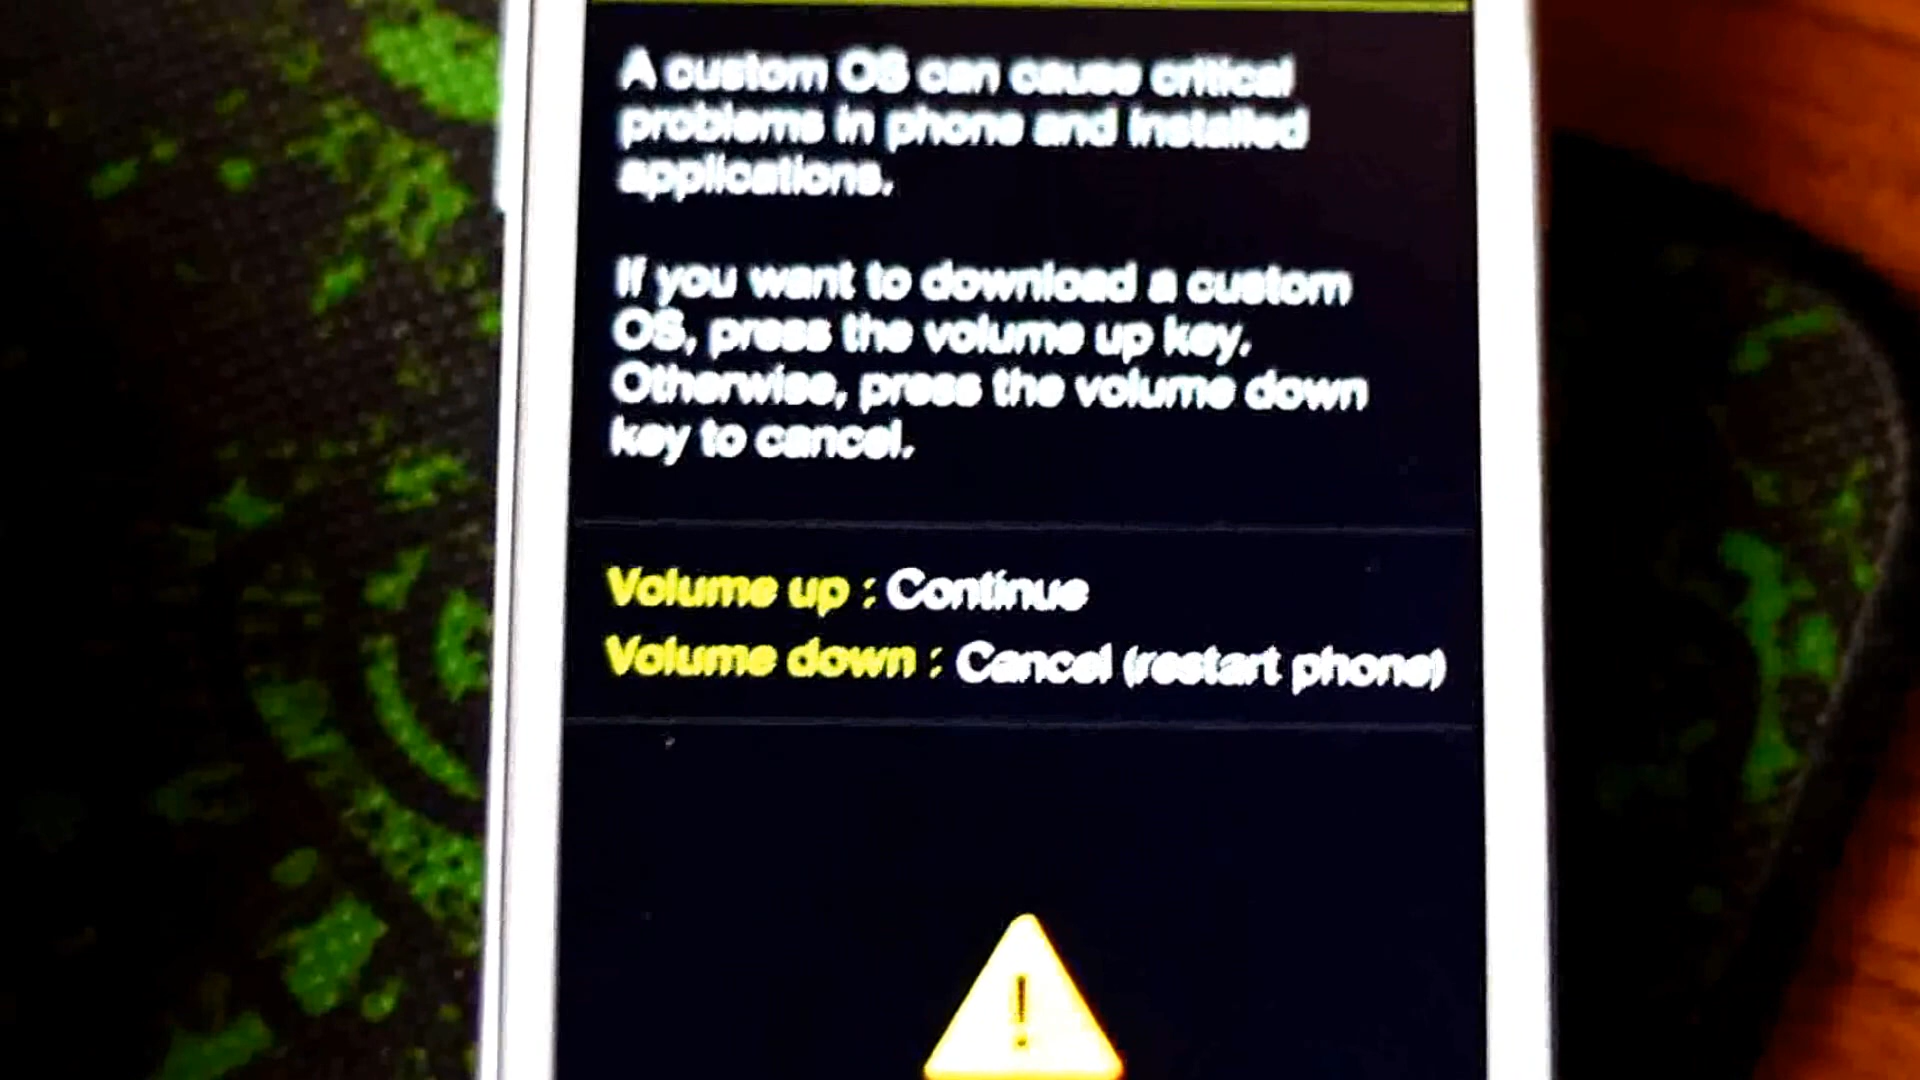 A custom OS can cause critical
problems in phone and installed
applications.
If you want to download a custom
OS, press the volume up key.
Otherwise, press the volume down
key to cancel.
Volume up : Continue
Volume down : Cancel (restart phone)
!